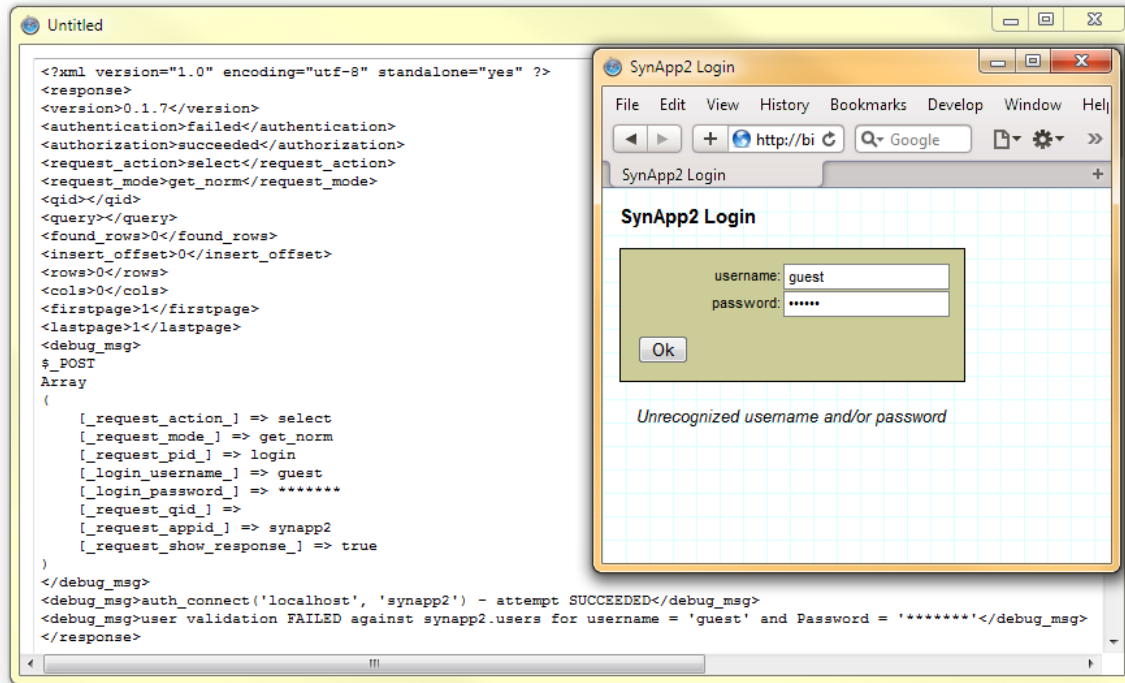 Untitled
<?xml version="1.0" encoding="utf-8" standalone="yes" ?>
<response>
<version>0.1.7</version>
<authentication>failed</authentication>
<authorization>succeeded</authorization>
<request_action>select</request_action>
<request_mode>get_norm</request_mode>
<qid></qid>
<query></query>
<found_rows>0</found_rows>
<insert_offset>0</insert_offset>
<rows>0</rows>
<cols>0</cols>
<firstpage>1</firstpage>
<lastpage>1</lastpage>
<debug_msg>
$_POST
Array
(
    [_request_action_] => select
    [_request_mode_] => get_norm
    [_request_pid_] => login
    [_login_username_] => guest
    [_login_password_] => *******
    [_request_qid_] =>
    [_request_appid_] => synapp2
    [_request_show_response_] => true
)
</debug_msg>
<debug_msg>auth_connect('localhost', 'synapp2') - attempt SUCCEEDED</debug_msg>
<debug_msg>user validation FAILED against synapp2.users for username = 'guest' and Password = '*******'</debug_msg>
</response>
SynApp2 Login
File Edit View History Bookmarks Develop Window Help
http://bi Google
SynApp2 Login
SynApp2 Login
username: guest
password: ••••••
Ok
Unrecognized username and/or password